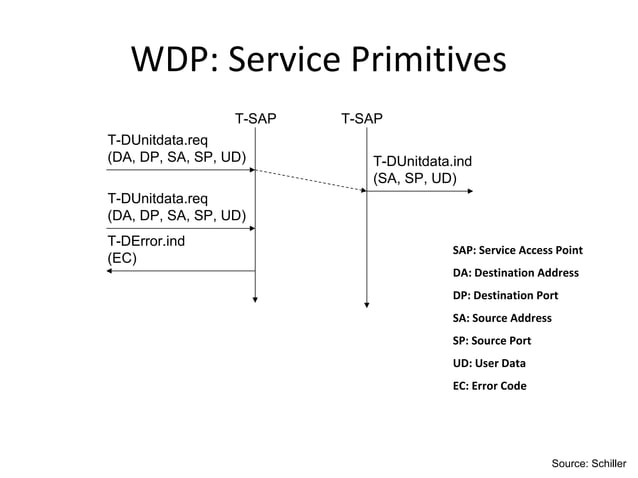 WDP: Service Primitives
T-SAP
T-SAP
T-DUnitdata.req
(DA, DP, SA, SP, UD)
T-DUnitdata.ind
(SA, SP, UD)
T-DUnitdata.req
(DA, DP, SA, SP, UD)
T-DError.ind
(EC)
SAP: Service Access Point
DA: Destination Address
DP: Destination Port
SA: Source Address
SP: Source Port
UD: User Data
EC: Error Code
Source: Schiller